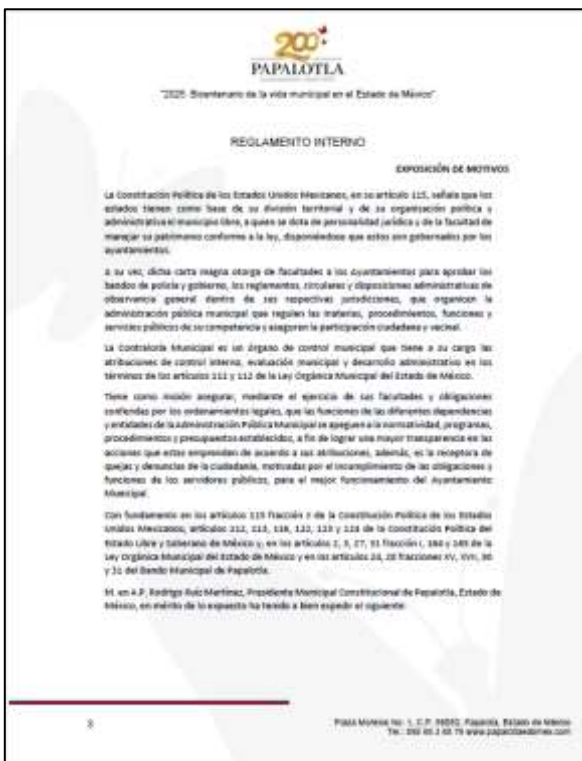 200
PAPALOTLA
"2025. Bicentenario de la vida municipal en el Estado de México"
REGLAMENTO INTERNO
EXPOSICIÓN DE MOTIVOS
La Constitución Política de los Estados Unidos Mexicanos, en su artículo 115, señala que los
estados tienen como base de su división territorial y de su organización política y
administrativa el municipio libre, a quien se dota de personalidad jurídica y de la facultad de
manejar su patrimonio conforme a la ley, disponiéndose que estos son gobernados por los
ayuntamientos.
A su vez, dicha carta magna otorga de facultades a los Ayuntamientos para aprobar los
bandos de policía y gobierno, los reglamentos, circulares y disposiciones administrativas de
observancia general dentro de sus respectivas jurisdicciones, que organicen la
administración pública municipal que regulen las materias, procedimientos, funciones y
servicios públicos de su competencia y aseguren la participación ciudadana y vecinal.
La Contraloría Municipal es un órgano de control municipal que tiene a su cargo las
atribuciones de control interno, evaluación municipal y desarrollo administrativo en los
términos de los artículos 111 y 112 de la Ley Orgánica Municipal del Estado de México.
Tiene como misión asegurar, mediante el ejercicio de sus facultades y obligaciones
conferidas por los ordenamientos legales, que las funciones de las diferentes dependencias
y entidades de la Administración Pública Municipal se apeguen a la normatividad, programas,
procedimientos y presupuestos establecidos, a fin de lograr una mayor transparencia en las
acciones que estas emprenden de acuerdo a sus atribuciones, además, es la receptora de
quejas y denuncias de la ciudadanía, motivadas por el incumplimiento de las obligaciones y
funciones de los servidores públicos, para el mejor funcionamiento del Ayuntamiento
Municipal.
Con fundamento en los artículos 115 fracción de la Constitución Política de los Estados
Unidos Mexicanos, artículos 112, 113, 116, 122, 123 y 124 de la Constitución Política del
Estado Libre y Soberano de México y, en los artículos 2, 3, 27, 31 fracción I, 164 y 165 de la
Ley Orgánica Municipal del Estado de México y en los artículos 28 fracciones XV, XVII, 30
y 31 del Bando Municipal de Papalotla.
M. en A.P. Rodrigo Ruiz Martínez, Presidente Municipal Constitucional de Papalotla, Estado de
México, en mérito de lo expuesto ha tenido a bien expedir el siguiente:
Plaza Morelos No. 1, C.P. Papalotla, Estado de México
Tel.: www.papalotlaedomex.com